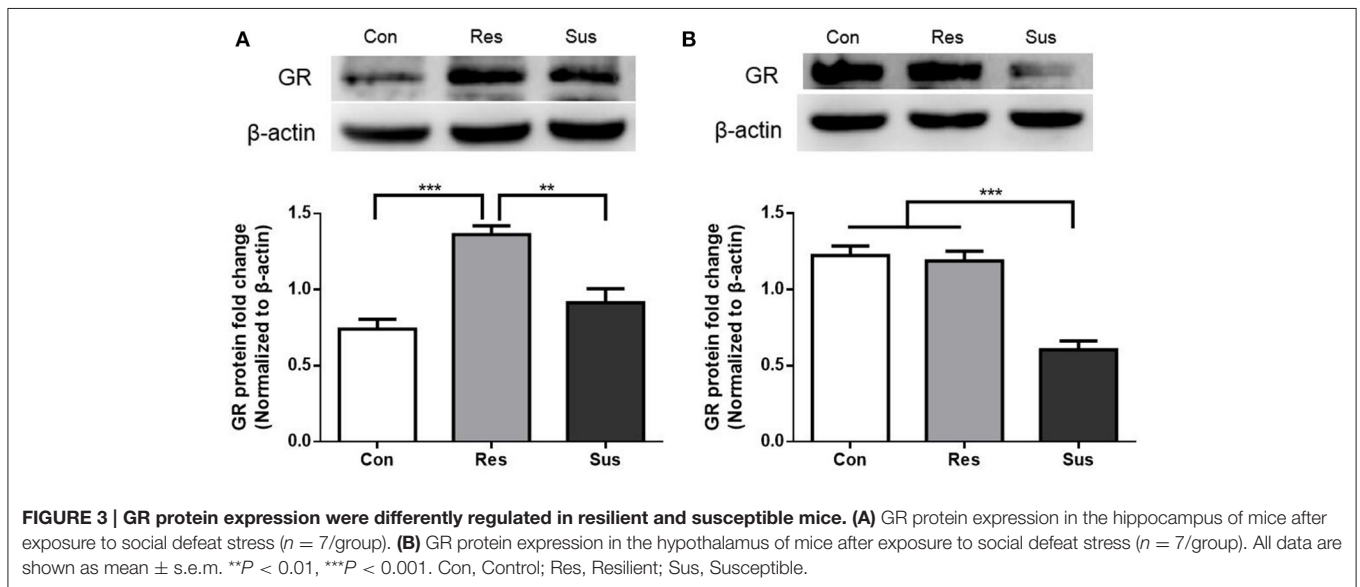 A
Con Res Sus
GR
β-actin
*** **
GR protein fold change
(Normalized to β-actin)
1.5
1.0
0.5
0.0
Con Res Sus
B
Con Res Sus
GR
β-actin
***
GR protein fold change
(Normalized to β-actin)
1.5
1.0
0.5
0.0
Con Res Sus
FIGURE 3 | GR protein expression were differently regulated in resilient and susceptible mice. (A) GR protein expression in the hippocampus of mice after
exposure to social defeat stress (n = 7/group). (B) GR protein expression in the hypothalamus of mice after exposure to social defeat stress (n = 7/group). All data are
shown as mean ± s.e.m. **P < 0.01, ***P < 0.001. Con, Control; Res, Resilient; Sus, Susceptible.